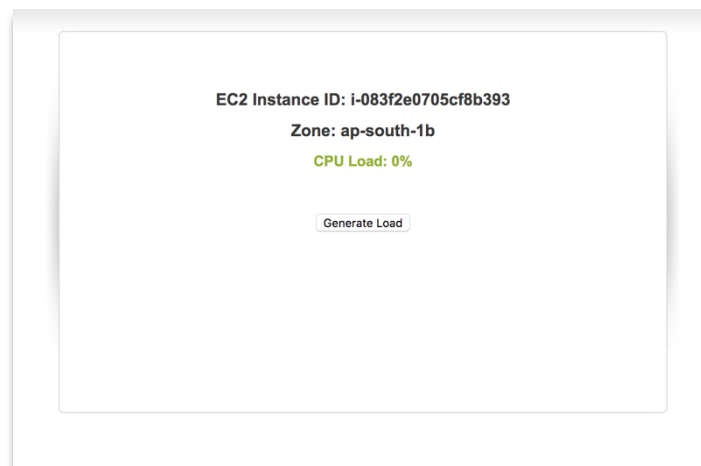 EC2 Instance ID: i-083f2e0705cf8b393
Zone: ap-south-1b
CPU Load: 0%
Generate Load